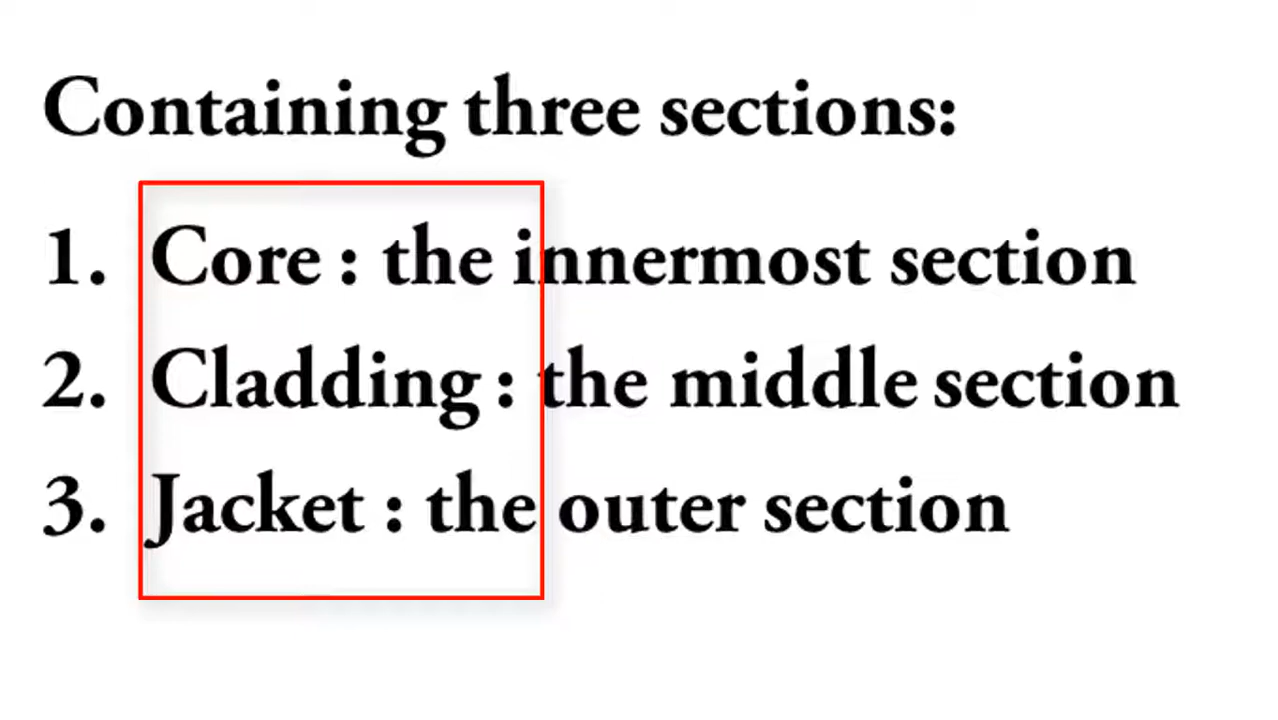 Containing three sections:
1. Core : the innermost section
2. Cladding : the middle section
3. Jacket : the outer section